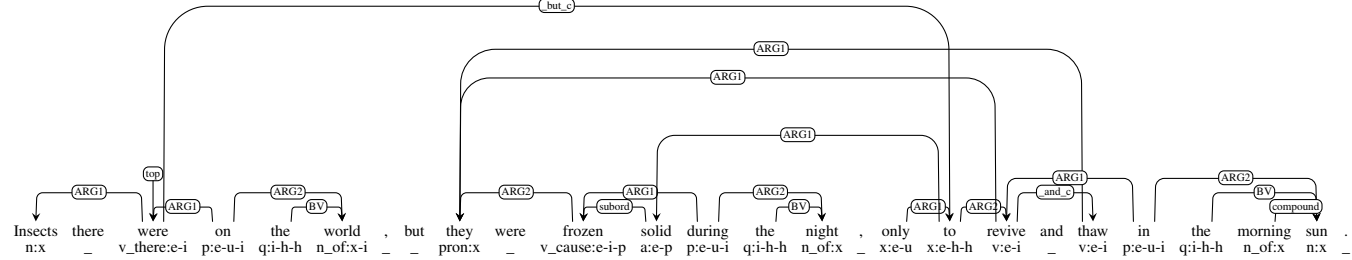 _but_c
ARG1
ARG1
ARG1
top
ARG1 ARG2 ARG2 ARG1 ARG2 ARG1 ARG2
_and_c BV
ARG1 BV subord BV ARG1 ARG2 compound
Insects there were on the world , but they were frozen solid during the night , only to revive and thaw in the morning sun .
n:x _ v_there:e-i p:e-u-i q:i-h-h n_of:x-i _ _ pron:x _ v_cause:e-i-p a:e-p p:e-u-i q:i-h-h n_of:x _ x:e-u x:e-h-h v:e-i _ v:e-i p:e-u-i q:i-h-h n_of:x n:x _